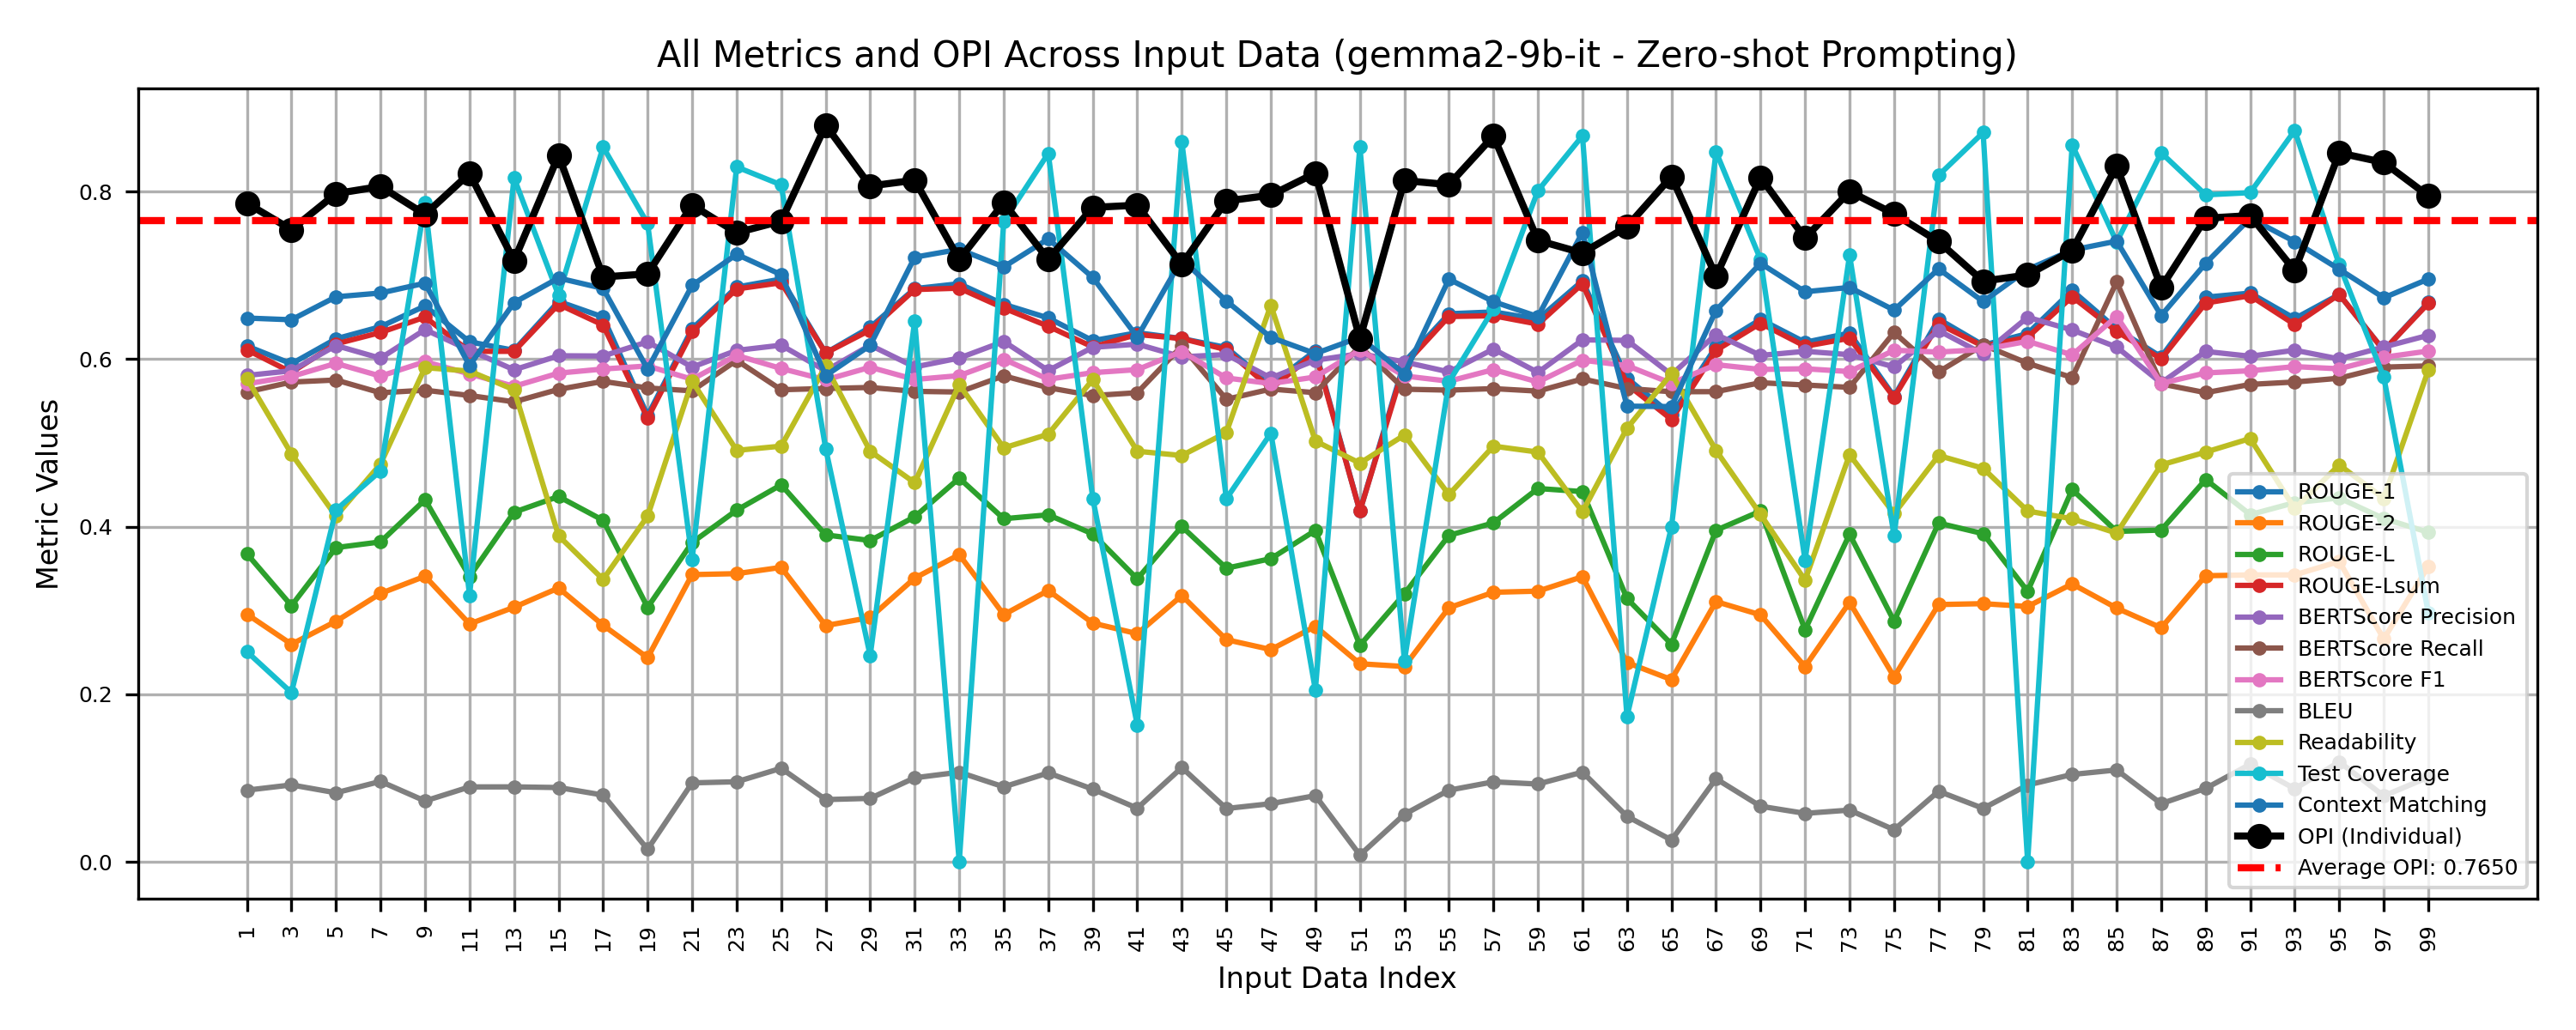 All Metrics and OPI Across Input Data (gemma2-9b-it - Zero-shot Prompting)
Metric Values
0.8
0.6
0.4
0.2
0.0
ROUGE-1
ROUGE-2
ROUGE-L
ROUGE-Lsum
BERTScore Precision
BERTScore Recall
BERTScore F1
BLEU
Readability
Test Coverage
Context Matching
OPI (Individual)
Average OPI: 0.7650
1 3 5 7 9 11 13 15 17 19 21 23 25 27 29 31 33 35 37 39 41 43 45 47 49 51 53 55 57 59 61 63 65 67 69 71 73 75 77 79 81 83 85 87 89 91 93 95 97 99
Input Data Index